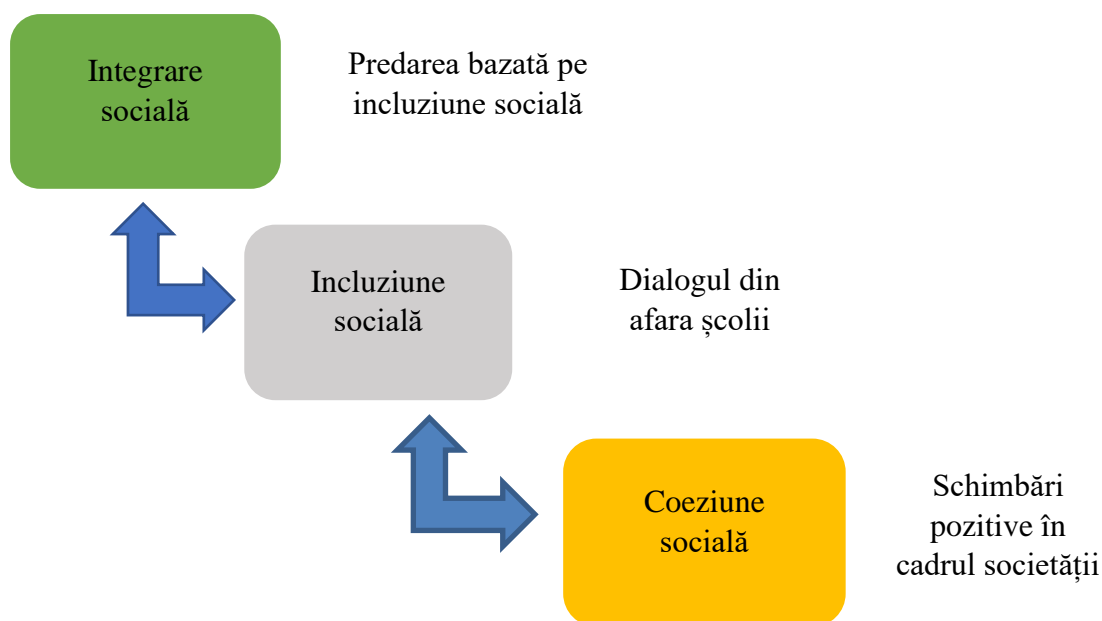 Integrare
socială
Predarea bazată pe
incluziune socială
Incluziune
socială
Dialogul din
afara școlii
Coeziune
socială
Schimbări
pozitive în
cadrul societății